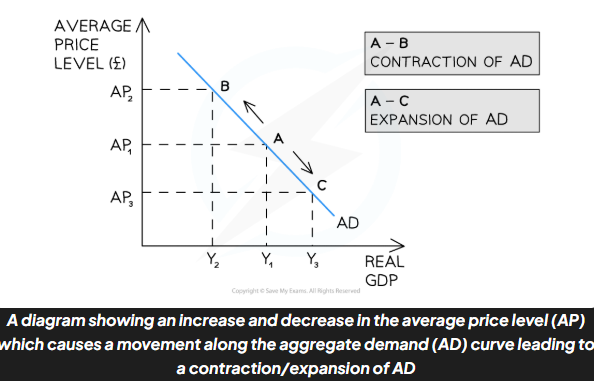 AVERAGE
PRICE
LEVEL (£)
A – B
CONTRACTION OF AD
A – C
EXPANSION OF AD
AP2
B
AP1
A
AP3
C
AD
Y2
Y1
Y3
REAL
GDP
Copyright © Save My Exams. All Rights Reserved
A diagram showing an increase and decrease in the average price level (AP)
which causes a movement along the aggregate demand (AD) curve leading to
a contraction/expansion of AD